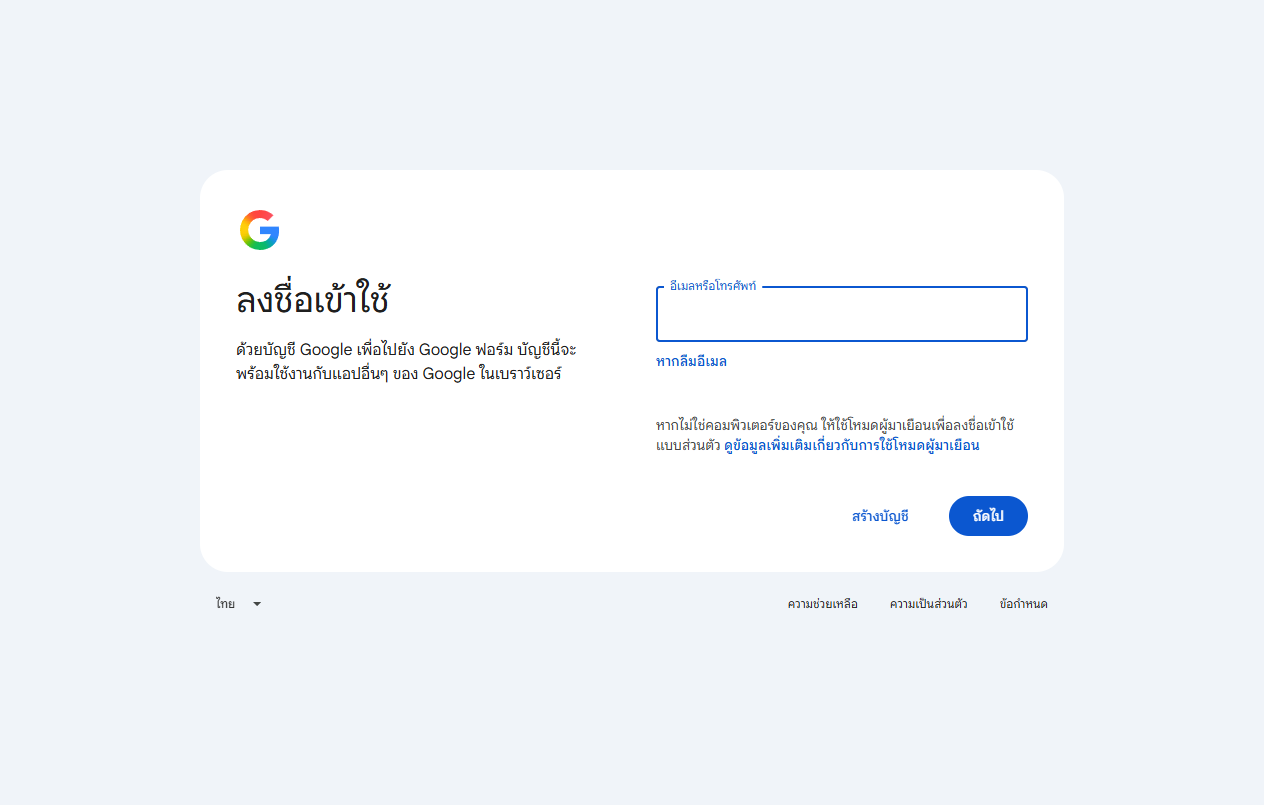 ลงชื่อเข้าใช้
ด้วยบัญชี Google เพื่อไปยัง Google ฟอร์ม บัญชีนี้จะ
พร้อมใช้งานกับแอปอื่นๆ ของ Google ในเบราว์เซอร์
อีเมลหรือโทรศัพท์
หากลืมอีเมล
หากไม่ใช่คอมพิวเตอร์ของคุณ ให้ใช้โหมดผู้มาเยือนเพื่อลงชื่อเข้าใช้
แบบส่วนตัว ดูข้อมูลเพิ่มเติมเกี่ยวกับการใช้โหมดผู้มาเยือน
สร้างบัญชี ถัดไป
ไทย ความช่วยเหลือ ความเป็นส่วนตัว ข้อกำหนด